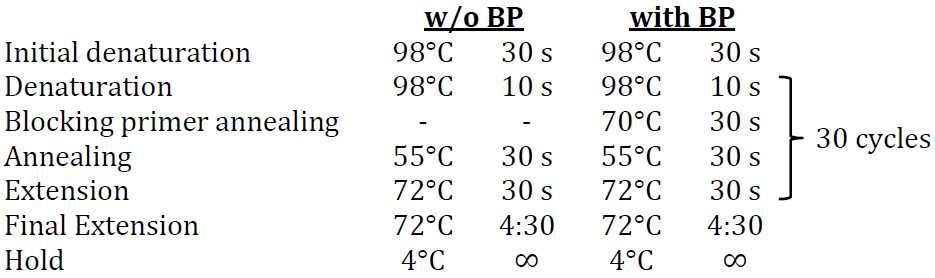 w/o BP with BP
Initial denaturation 98°C 30 s 98°C 30 s
Denaturation 98°C 10 s 98°C 10 s
Blocking primer annealing - - 70°C 30 s
Annealing 55°C 30 s 55°C 30 s
Extension 72°C 30 s 72°C 30 s
Final Extension 72°C 4:30 72°C 4:30
Hold 4°C ∞ 4°C ∞
30 cycles